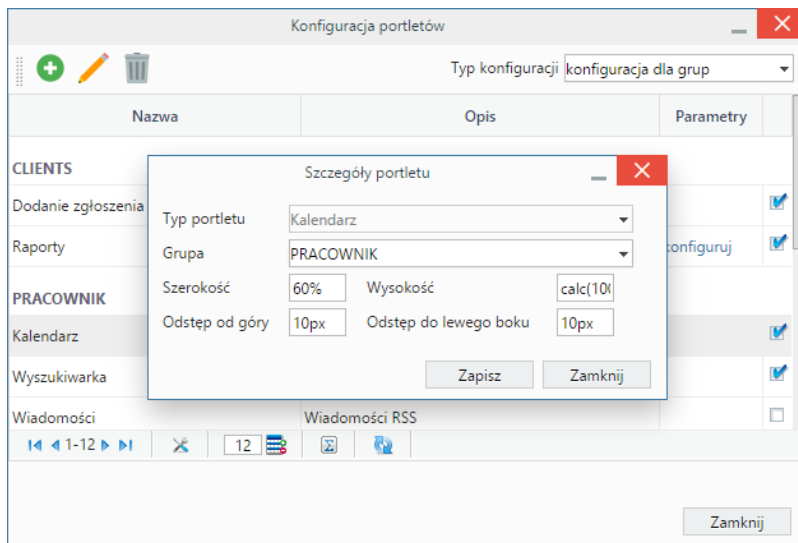 Konfiguracja portletów
Typ konfiguracji konfiguracja dla grup
Nazwa Opis Parametry
CLIENTS
Szczegóły portletu
Dodanie zgłoszenia
Typ portletu Kalendarz
Raporty
Grupa PRACOWNIK
konfiguruj
Szerokość 60% Wysokość calc(10(
PRACOWNIK
Odstęp od góry 10px Odstęp do lewego boku 10px
Kalendarz
Wyszukiwarka
Zapisz Zamknij
Wiadomości Wiadomości RSS
1-12 12
Zamknij